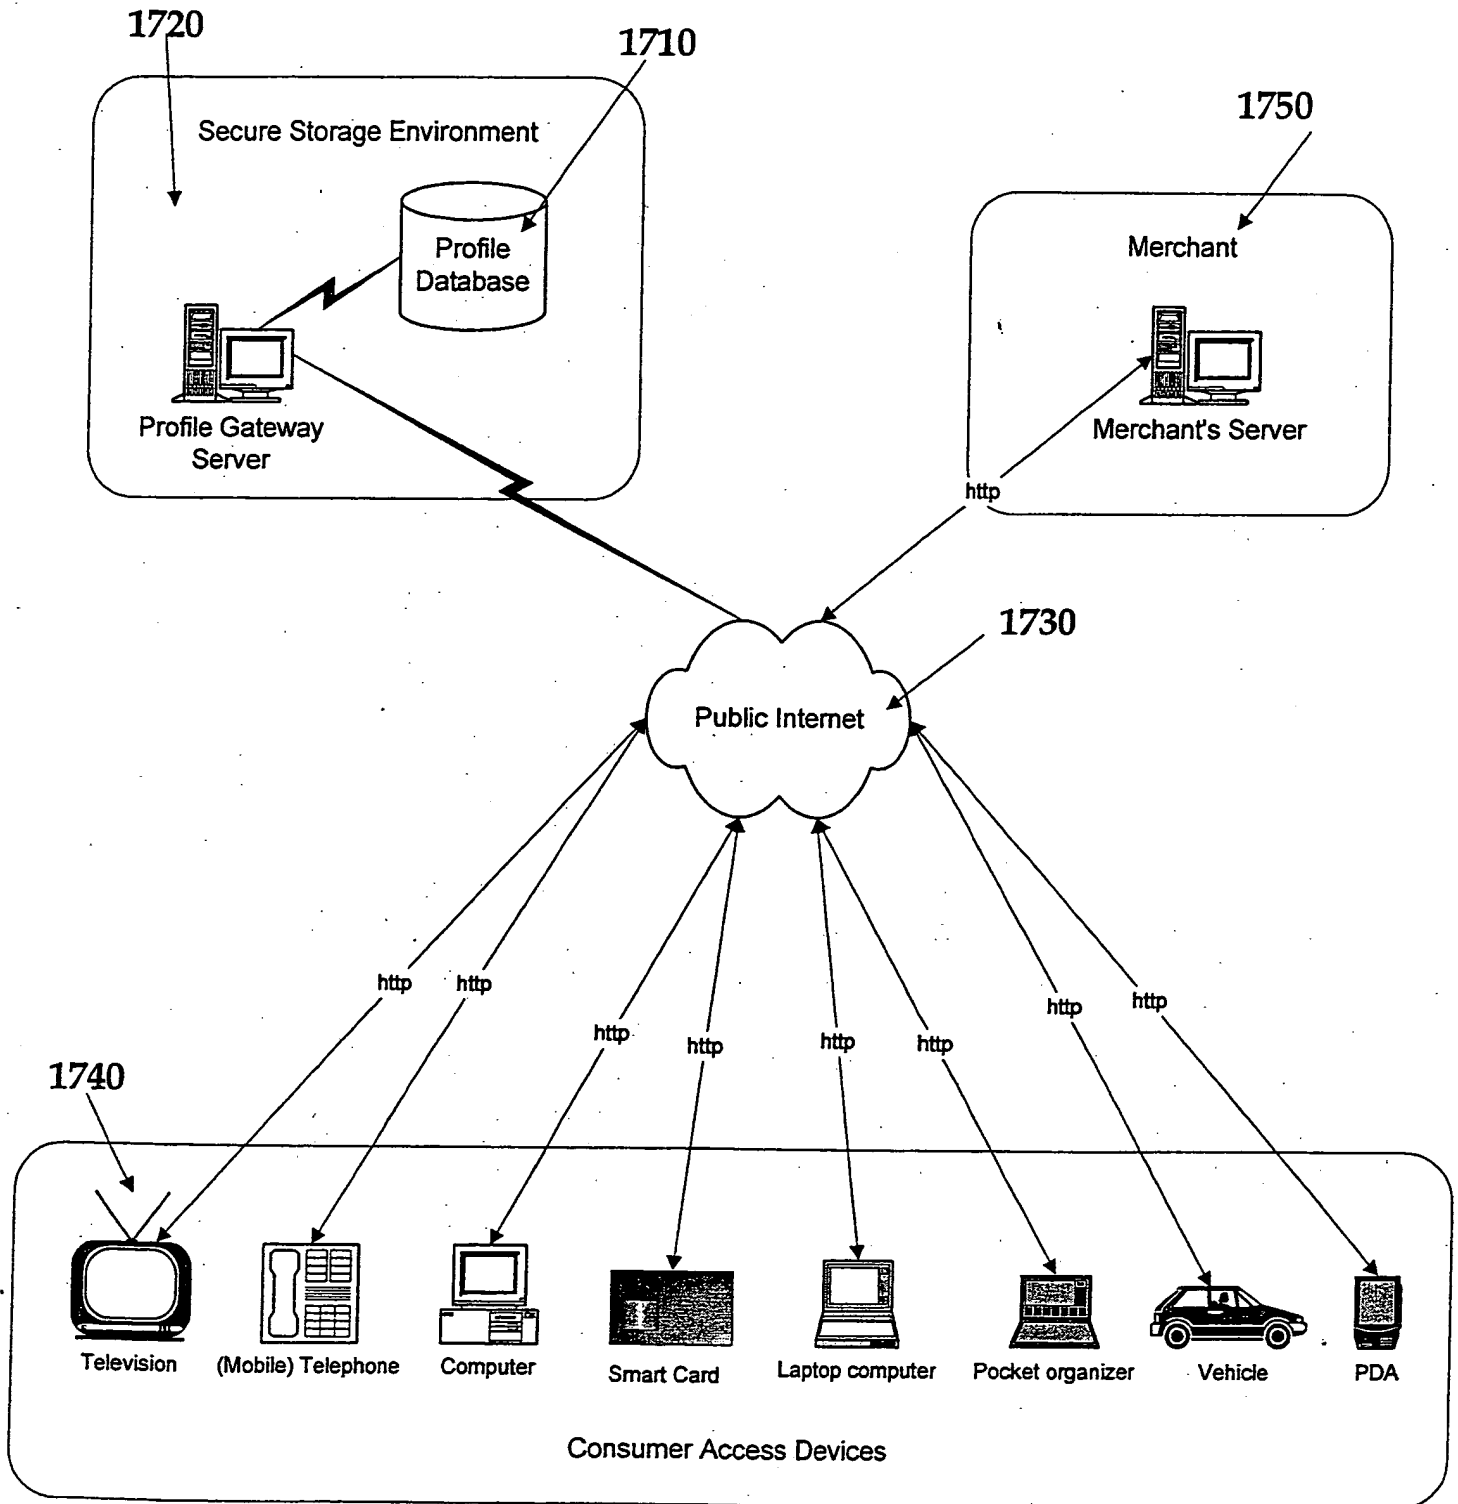 1720
1710
1750
Secure Storage Environment
Profile
Database
Merchant
Profile Gateway
Server
Merchant's Server
http
1730
Public Internet
http
http
http
http
http
http
http
http
1740
Television
(Mobile) Telephone
Computer
Smart Card
Laptop computer
Pocket organizer
Vehicle
PDA
Consumer Access Devices